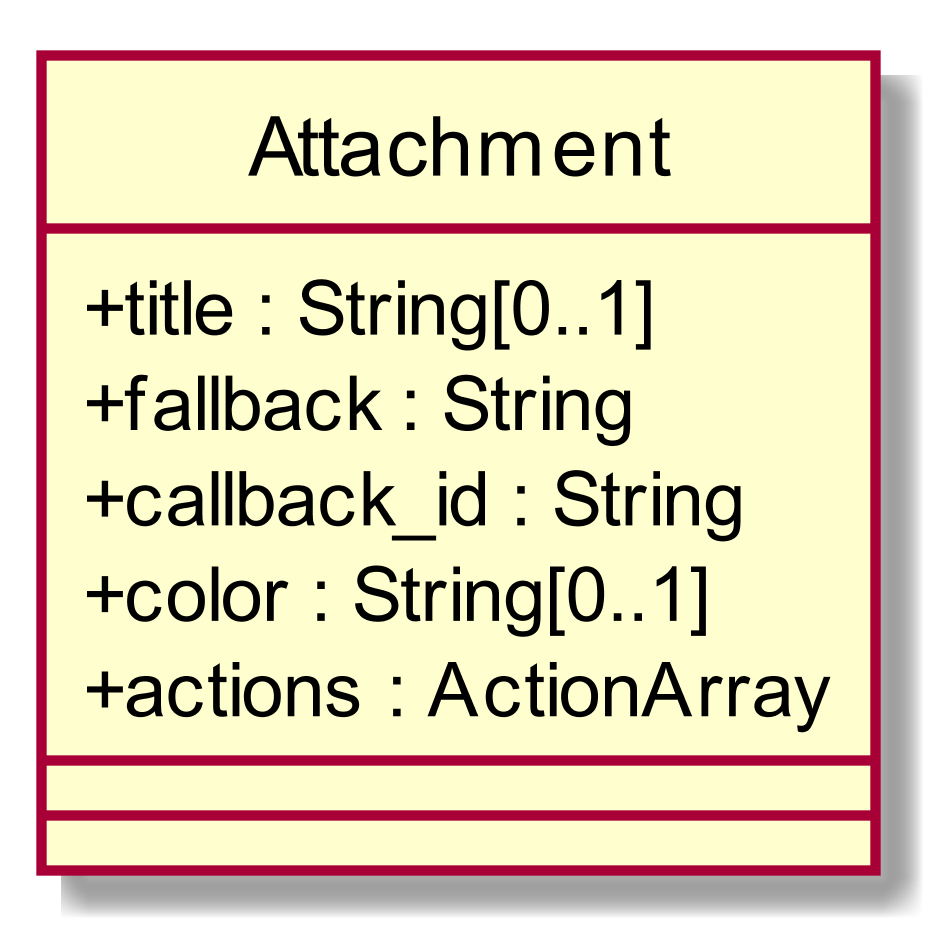 Attachment
+title : String[0..1]
+fallback : String
+callback_id : String
+color : String[0..1]
+actions : ActionArray